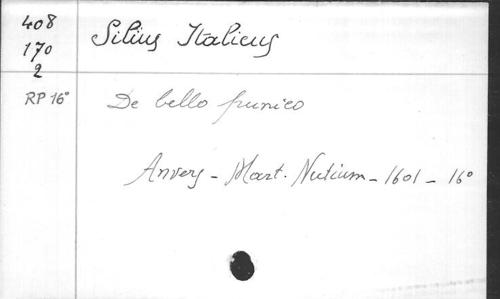 408
170
2
RP 16°
Silius Italicus
De bello punico
Anvers - Mart. Nutium - 1601 - 16°